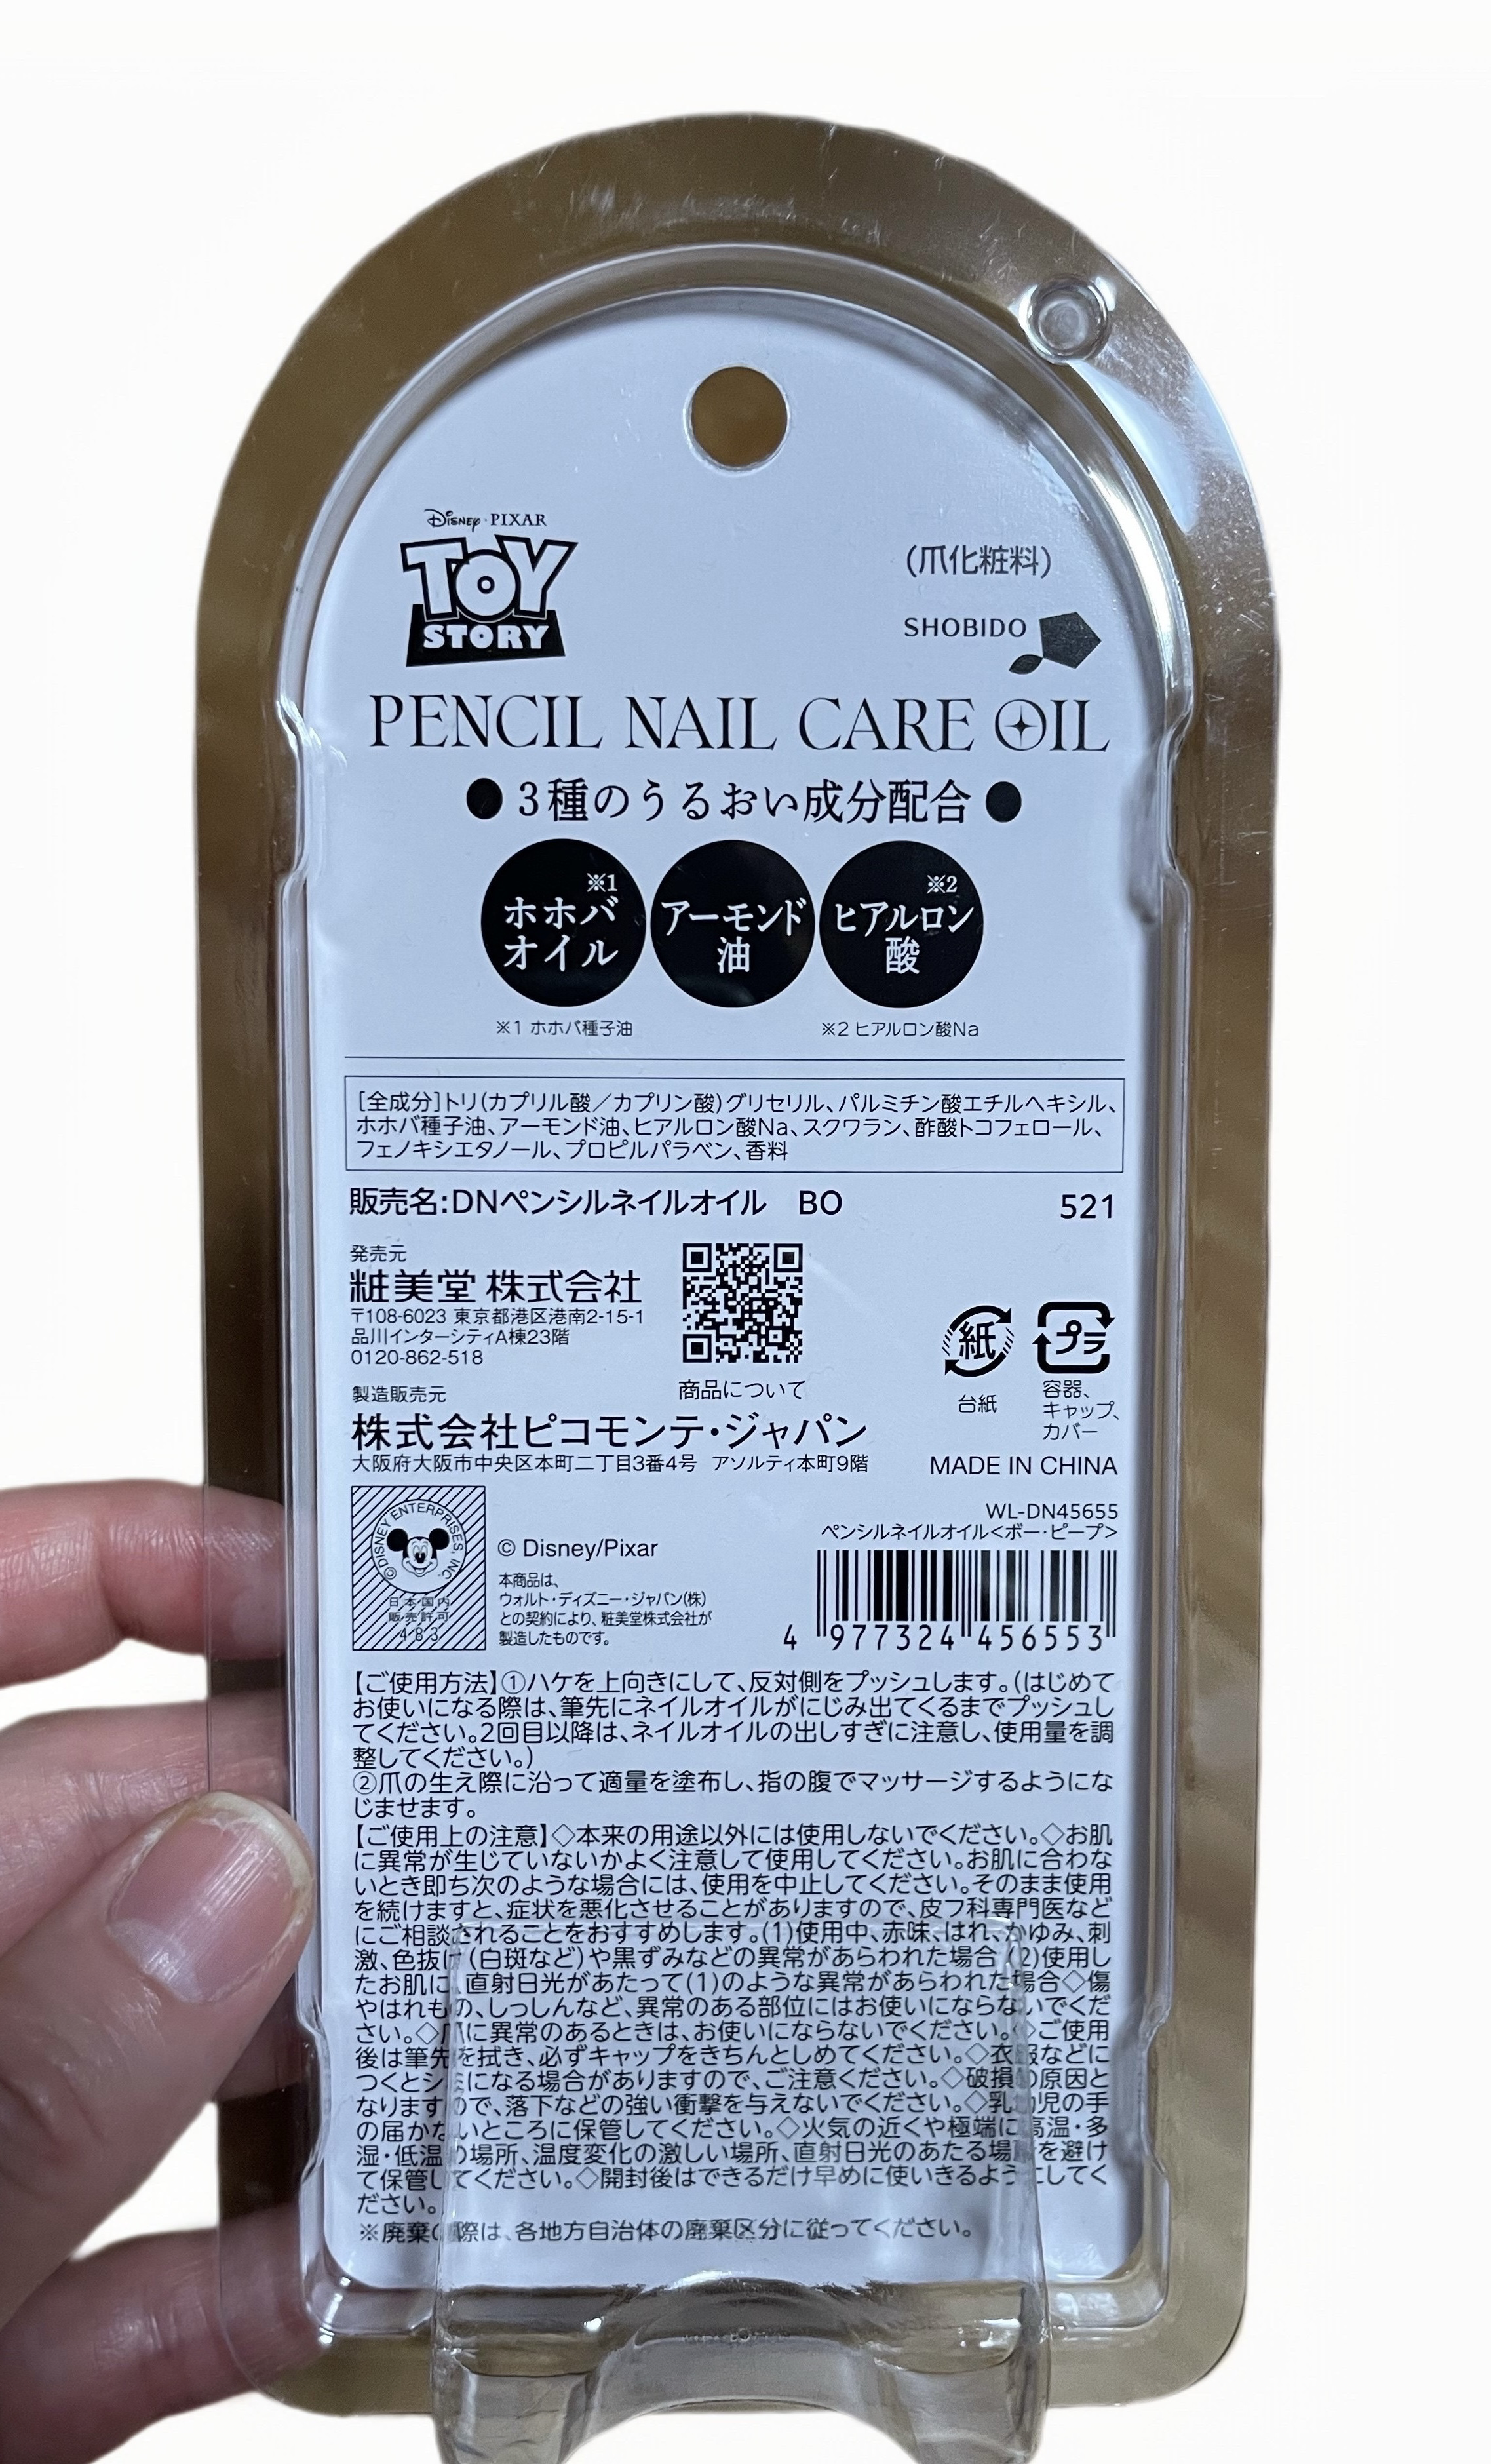 Disney · PIXAR
TOY
STORY
（爪化粧料）
SHOBIDO
PENCIL NAIL CARE OIL
●３種のうるおい成分配合●
※1
ホホバ
オイル
アーモンド
油
※2
ヒアルロン
酸
※1 ホホバ種子油
※2 ヒアルロン酸Na
[全成分]トリ(カプリル酸／カプリン酸)グリセリル、パルミチン酸エチルヘキシル、
ホホバ種子油、アーモンド油、ヒアルロン酸Na、スクワラン、酢酸トコフェロール、
フェノキシエタノール、プロピルパラベン、香料
販売名:DNペンシルネイルオイル　BO
521
発売元
粧美堂 株式会社
〒108-6023 東京都港区港南2-15-1
品川インターシティA棟23階
0120-862-518
商品について
紙
台紙
プラ
容器、
キャップ、
カバー
製造販売元
株式会社ピコモンテ・ジャパン
大阪府大阪市中央区本町二丁目3番4号 アソルティ本町9階
MADE IN CHINA
©DISNEY ENTERPRISES, INC.
日本国内
販売許可
483
© Disney/Pixar
本商品は、
ウォルト・ディズニー・ジャパン(株)
との契約により、粧美堂株式会社が
製造したものです。
WL-DN45655
ペンシルネイルオイル<ボー・ピープ>
4 977324 456553
【ご使用方法】①ハケを上向きにして、反対側をプッシュします。(はじめて
お使いになる際は、筆先にネイルオイルがにじみ出てくるまでプッシュし
てください。2回目以降は、ネイルオイルの出しすぎに注意し、使用量を調
整してください。)
②爪の生え際に沿って適量を塗布し、指の腹でマッサージするようにな
じませます。
【ご使用上の注意】◇本来の用途以外には使用しないでください。◇お肌
に異常が生じていないかよく注意して使用してください。お肌に合わな
いとき即ち次のような場合には、使用を中止してください。そのまま使用
を続けますと、症状を悪化させることがありますので、皮フ科専門医など
にご相談されることをおすすめします。(1)使用中、赤味、はれ、かゆみ、刺
激、色抜け(白斑など)や黒ずみなどの異常があらわれた場合 (2)使用し
たお肌に、直射日光があたって(1)のような異常があらわれた場合◇傷
やはれもの、しっしんなど、異常のある部位にはお使いにならないでくだ
さい。◇爪に異常のあるときは、お使いにならないでください。◇ご使用
後は筆先を拭き、必ずキャップをきちんとしめてください。◇衣服などに
つくとシミになる場合がありますので、ご注意ください。◇破損の原因と
なりますので、落下などの強い衝撃を与えないでください。◇乳幼児の手
の届かないところに保管してください。◇火気の近くや極端に高温・多
湿・低温の場所、温度変化の激しい場所、直射日光のあたる場所を避け
て保管してください。◇開封後はできるだけ早めに使いきるようにしてく
ださい。
※廃棄の際は、各地方自治体の廃棄区分に従ってください。